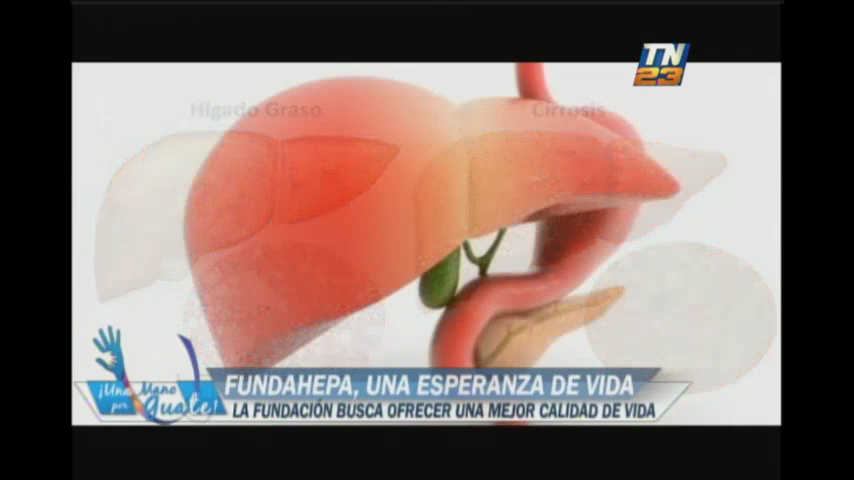 TN
23
Hígado Graso
Cirrosis
¡Una Mano
por Guate!
FUNDAHEPA, UNA ESPERANZA DE VIDA
LA FUNDACIÓN BUSCA OFRECER UNA MEJOR CALIDAD DE VIDA